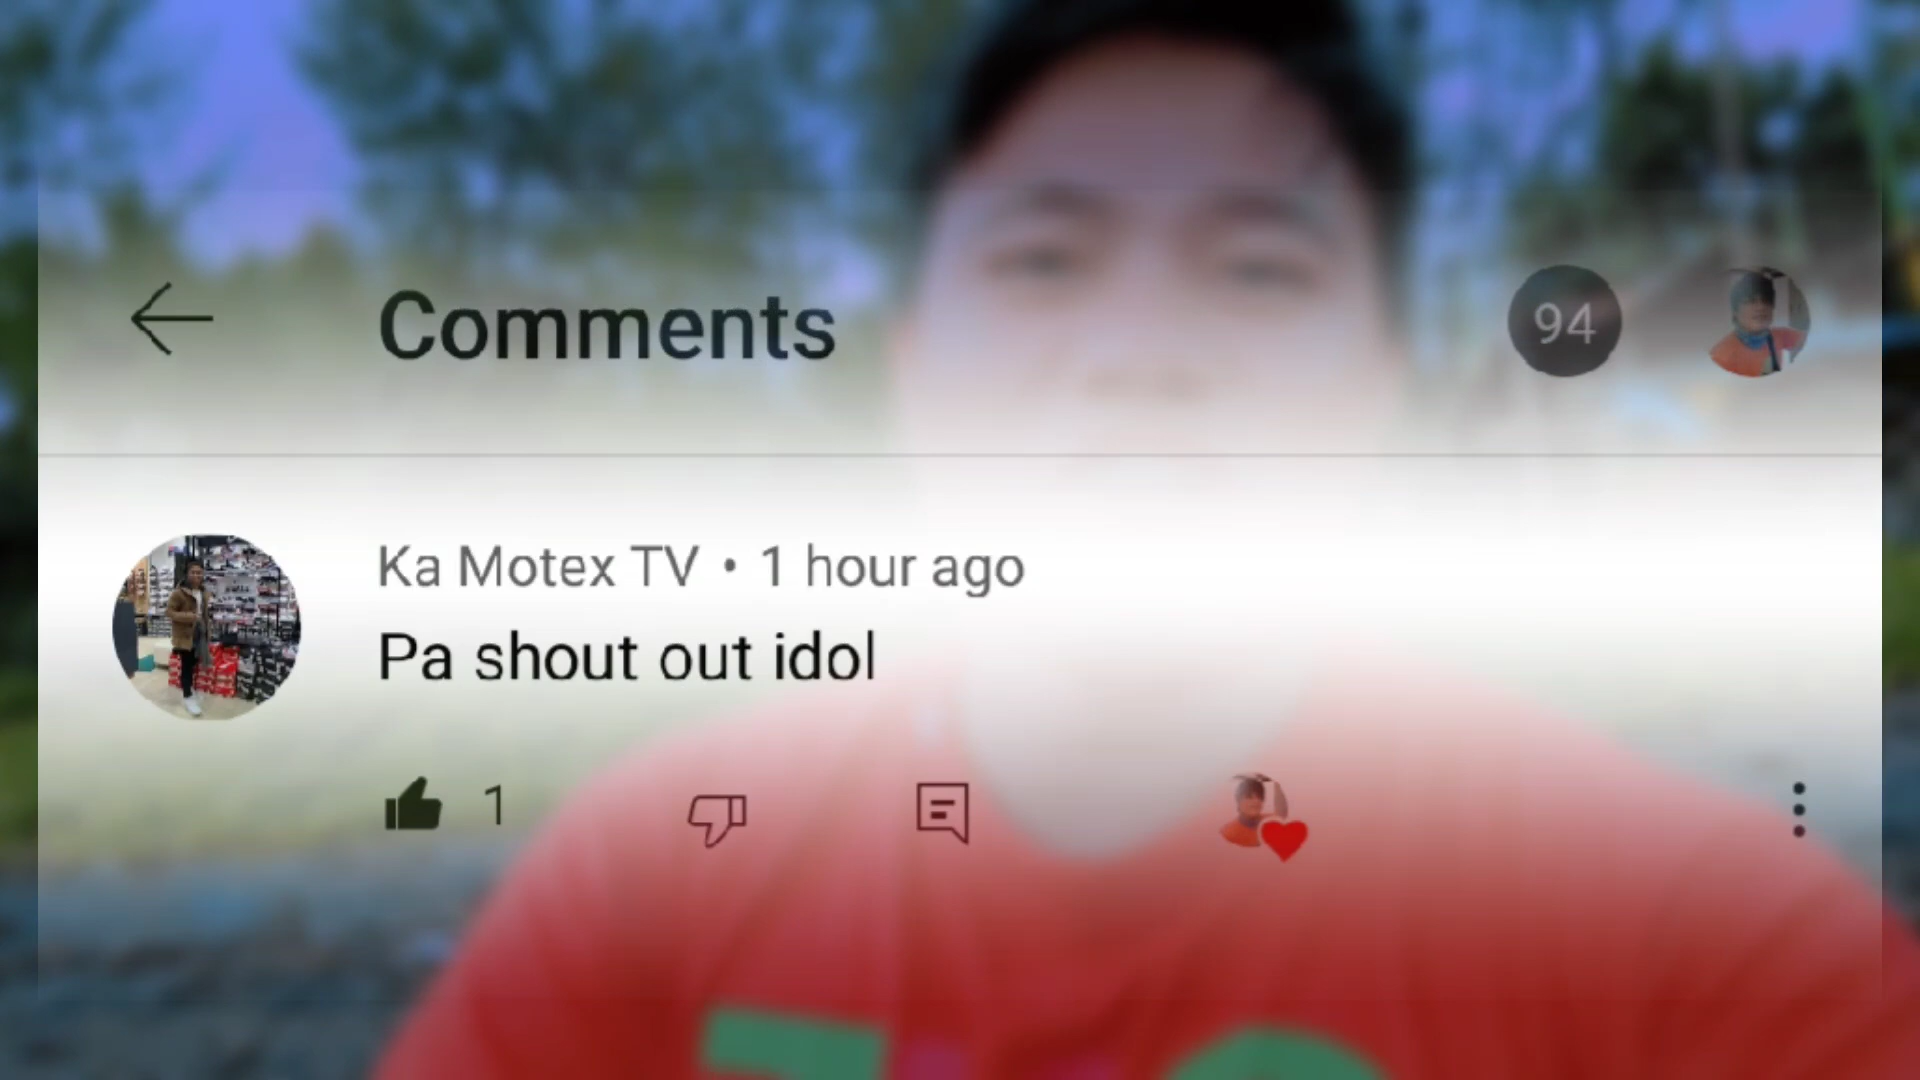 Comments
94
Ka Motex TV • 1 hour ago
Pa shout out idol
1